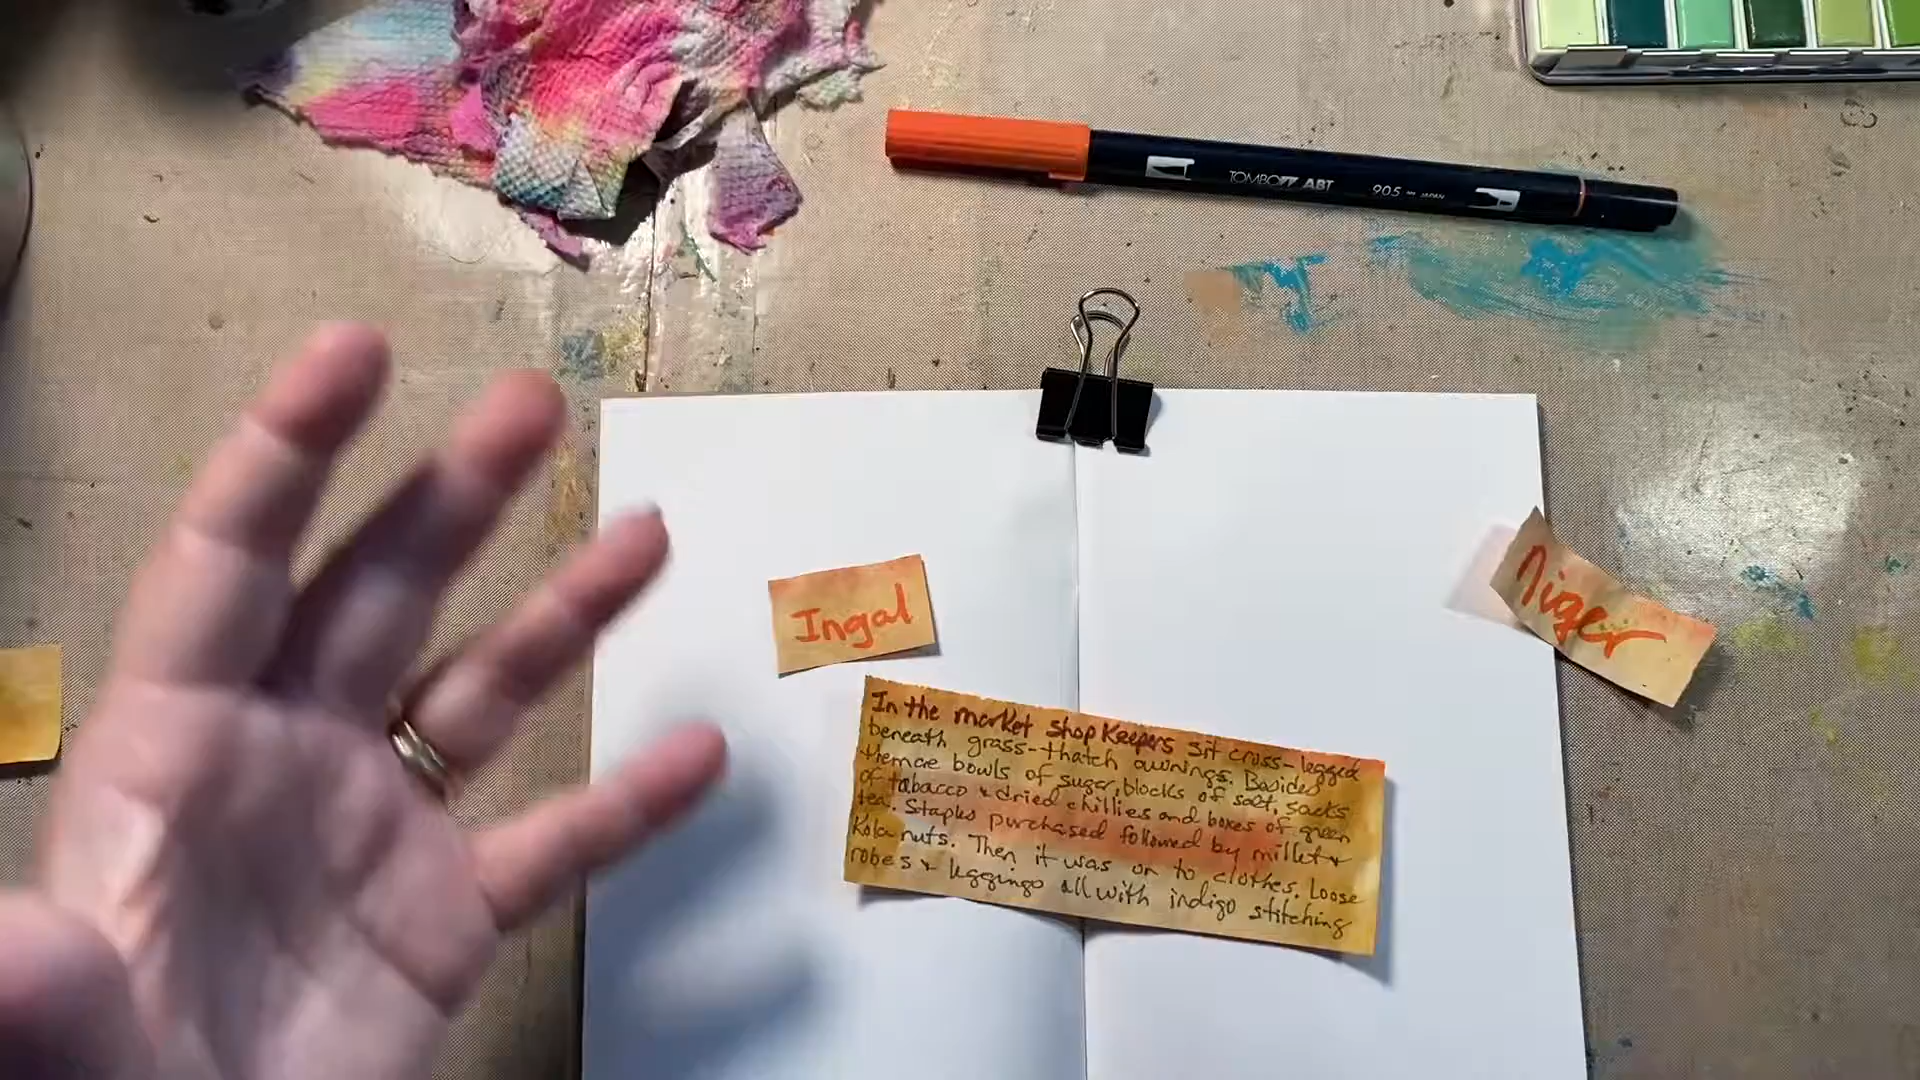 TOMBOW ABT 905 JAPAN
Ingal
Niger
In the market shopkeepers sit cross-legged
beneath grass-thatch awnings. Besides
them are bowls of sugar, blocks of salt, sacks
of tobacco & dried chillies and boxes of green
tea. Staples purchased followed by millet &
Kola nuts. Then it was on to clothes. Loose
robes & leggings all with indigo stitching